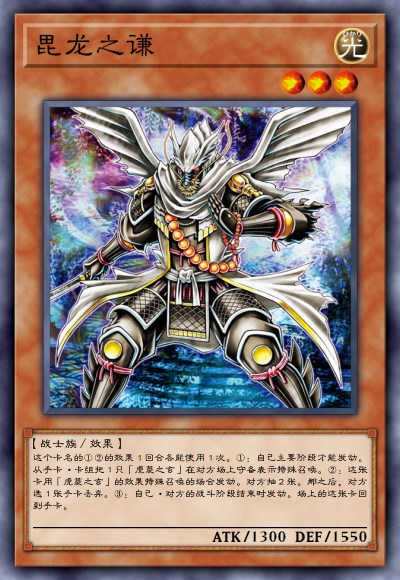 毘龙之谦
光
【战士族/效果】
这个卡名的①②的效果1回合各能使用1次。①：自己主要阶段才能发动。
从手卡·卡组把1只「虎菱之玄」在对方场上守备表示特殊召唤。②：这张
卡用「虎菱之玄」的效果特殊召唤的场合发动。对方抽2张。那之后，对方
选1张手卡丢弃。③：自己·对方的战斗阶段结束时发动。场上的这张卡回
到手卡。
ATK/1300 DEF/1550